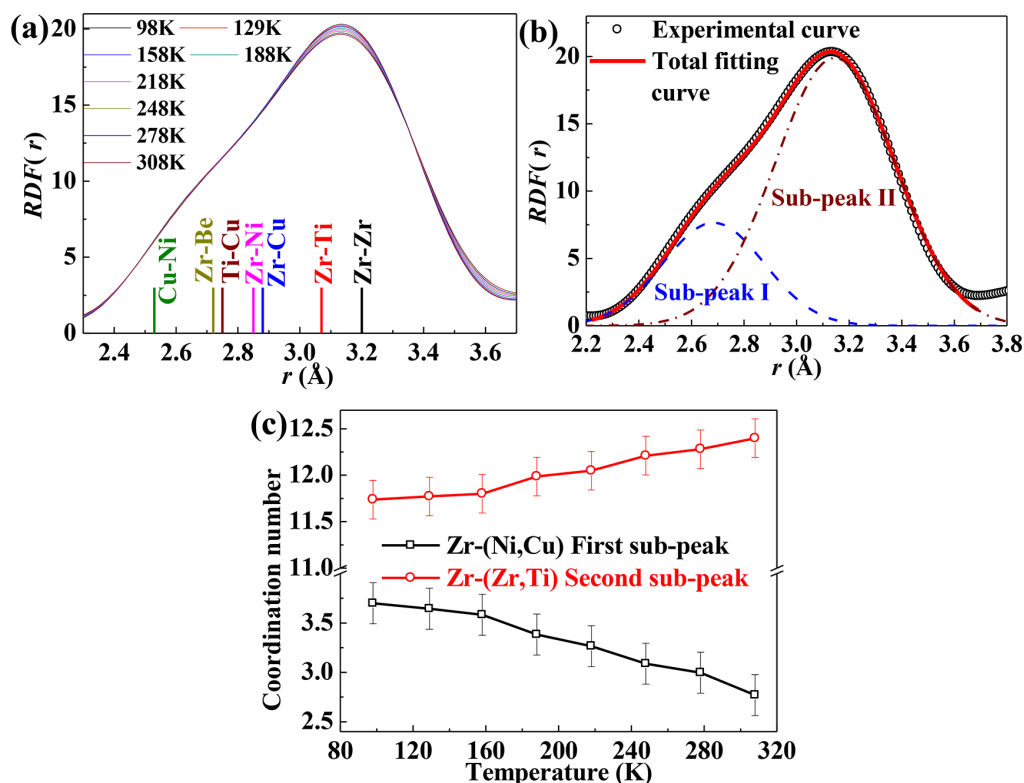 (a)
98K
129K
158K
188K
218K
248K
278K
308K
RDF( r)
20
15
10
5
0
Cu-Ni
Zr-Be
Ti-Cu
Zr-Ni
Zr-Cu
Zr-Ti
Zr-Zr
2.4 2.6 2.8 3.0 3.2 3.4 3.6
r (Å)
(b)
Experimental curve
Total fitting
curve
RDF( r)
20
15
10
5
0
Sub-peak II
Sub-peak I
2.2 2.4 2.6 2.8 3.0 3.2 3.4 3.6 3.8
r (Å)
(c)
Coordination number
12.5
12.0
11.5
11.0
3.5
3.0
2.5
Zr-(Ni,Cu) First sub-peak
Zr-(Zr,Ti) Second sub-peak
80 120 160 200 240 280 320
Temperature (K)